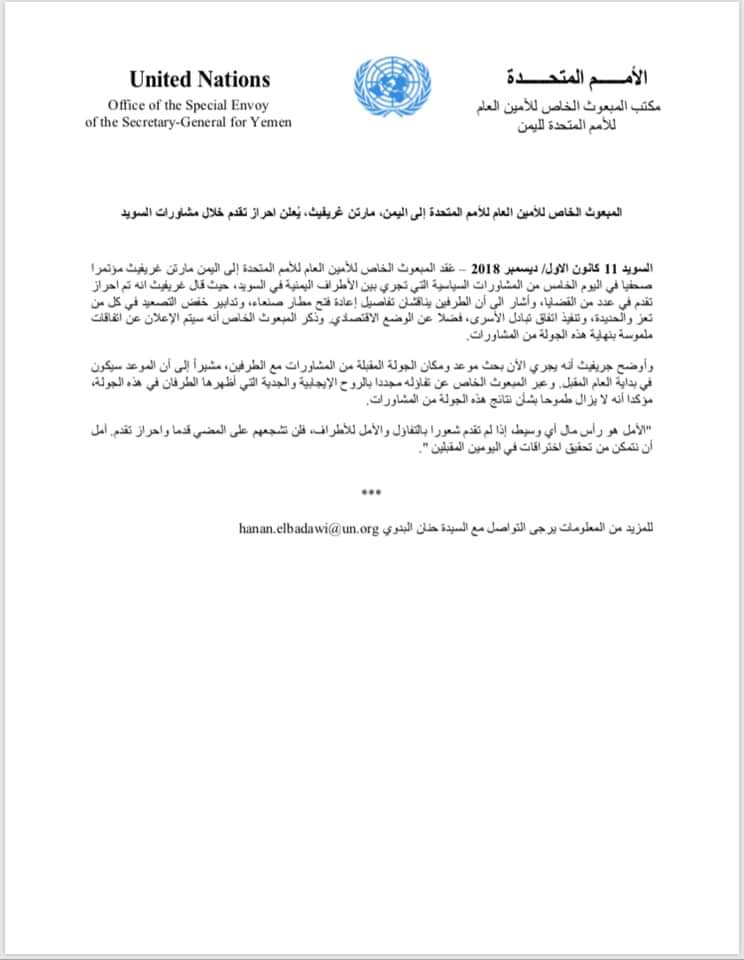 United Nations
Office of the Special Envoy
of the Secretary-General for Yemen
الأمـــم المتحـــدة
مكتب المبعوث الخاص للأمين العام
للأمم المتحدة لليمن
المبعوث الخاص للأمين العام للأمم المتحدة إلى اليمن، مارتن غريفيث، يُعلن احراز تقدم خلال مشاورات السويد
السويد 11 كانون الاول/ ديسمبر 2018 – عَقد المبعوث الخاص للأمين العام للأمم المتحدة إلى اليمن مارتن غريفيث مؤتمرا
صحفيا في اليوم الخامس من المشاورات السياسية التي تجري بين الأطراف اليمنية في السويد، حيث قال غريفيث انه تم احراز
تقدم في عدد من القضايا، وأشار الى أن الطرفين يناقشان تفاصيل إعادة فتح مطار صنعاء، وتدابير خفض التصعيد في كل من
تعز والحديدة، وتنفيذ اتفاق تبادل الأسرى، فضلا عن الوضع الاقتصادي. وذكر المبعوث الخاص أنه سيتم الإعلان عن اتفاقات
ملموسة بنهاية هذه الجولة من المشاورات.
وأوضح جريفيث أنه يجري الأن بحث موعد ومكان الجولة المقبلة من المشاورات مع الطرفين، مشيراً إلى أن الموعد سيكون
في بداية العام المقبل. وعبر المبعوث الخاص عن تفاؤله مجددا بالروح الإيجابية والجدية التي أظهرها الطرفان في هذه الجولة،
مؤكدا أنه لا يزال طموحا بشأن نتائج هذه الجولة من المشاورات.
"الأمل هو رأس مال أي وسيط، إذا لم تقدم شعورا بالتفاؤل والأمل للأطراف، فلن تشجعهم على المضي قدما واحراز تقدم. أمل
أن نتمكن من تحقيق اختراقات في اليومين المقبلين ".
***
للمزيد من المعلومات يرجى التواصل مع السيدة حنان البدوي hanan.elbadawi@un.org